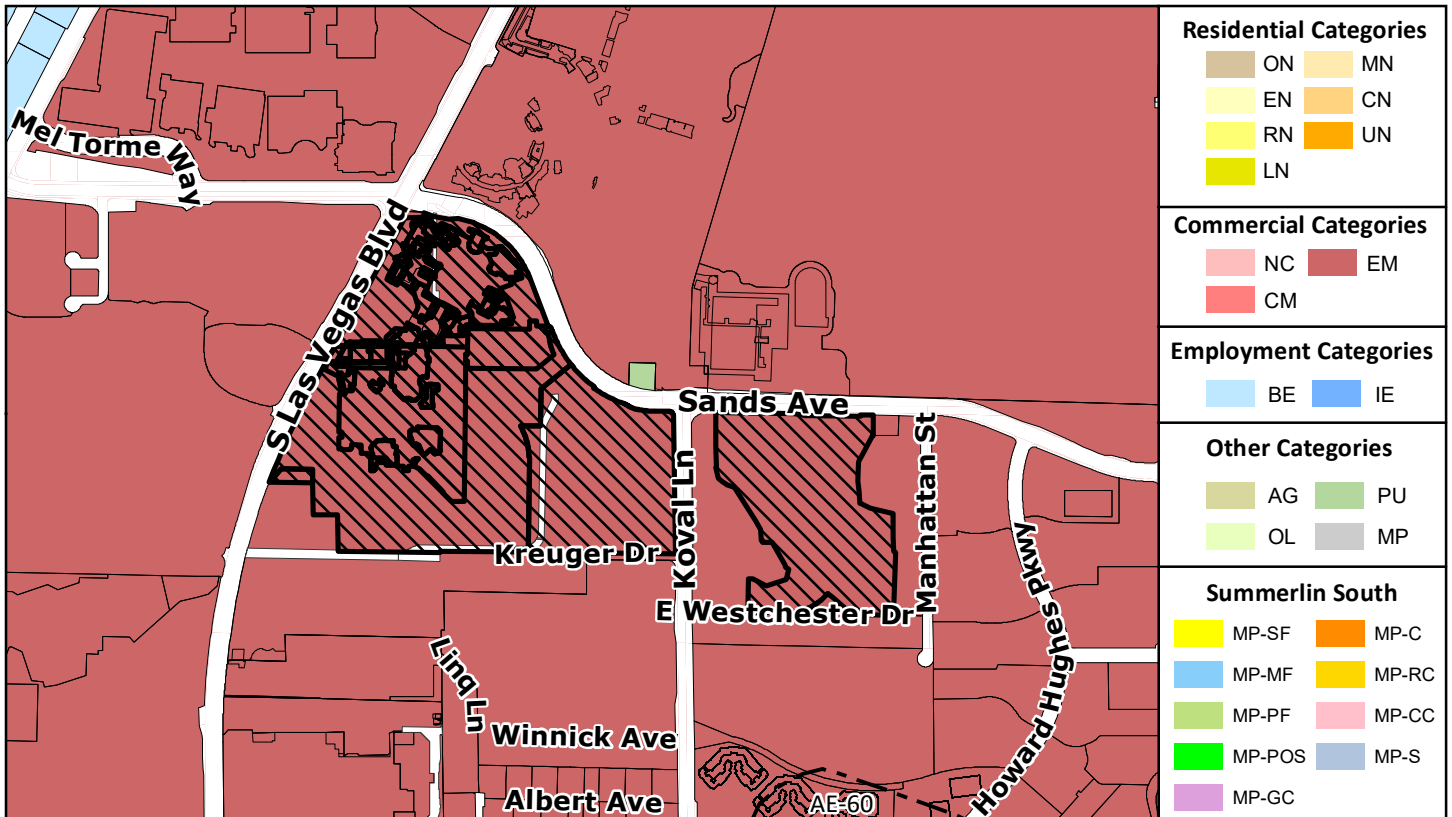 Mel Torme Way
S Las Vegas Blvd
Sands Ave
Koval Ln
Manhattan St
Kreuger Dr
E Westchester Dr
Howard Hughes Pkwy
Linq Ln
Winnick Ave
Albert Ave
AE-60
Residential Categories
ON MN
EN CN
RN UN
LN
Commercial Categories
NC EM
CM
Employment Categories
BE IE
Other Categories
AG PU
OL MP
Summerlin South
MP-SF MP-C
MP-MF MP-RC
MP-PF MP-CC
MP-POS MP-S
MP-GC